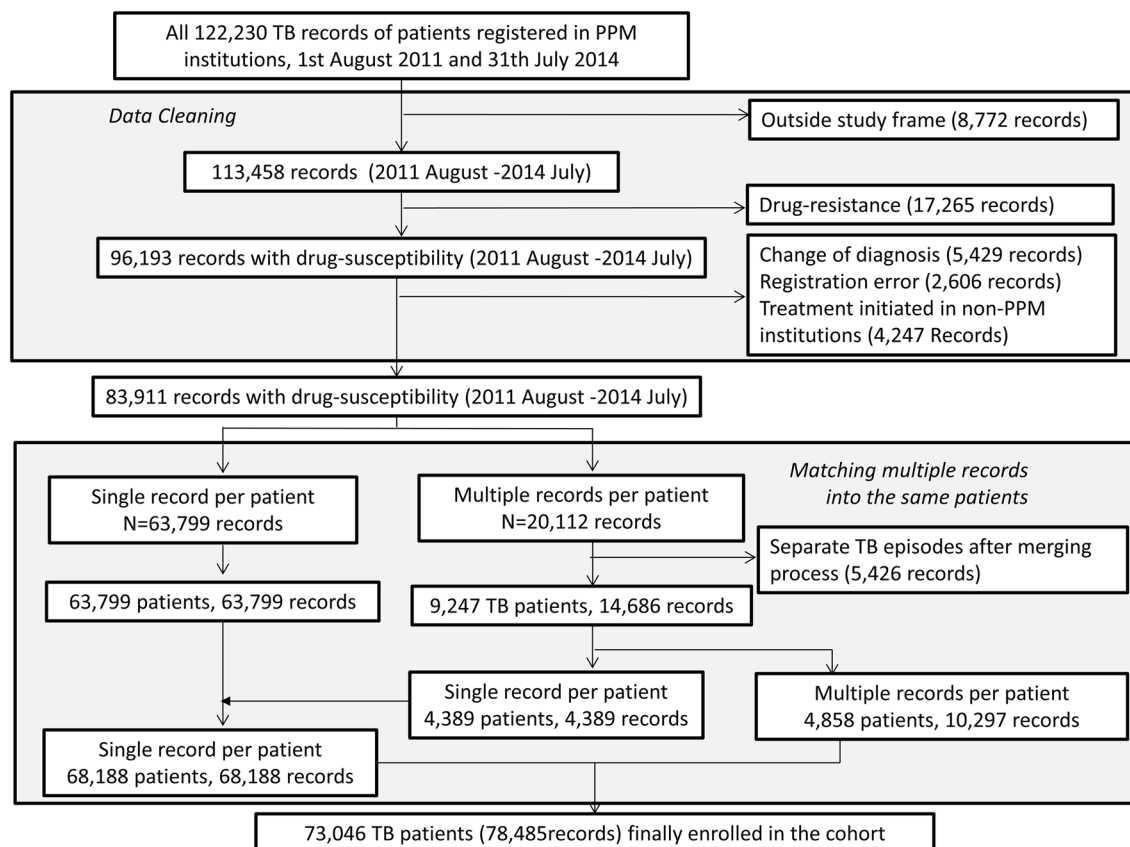 All 122,230 TB records of patients registered in PPM
institutions, 1st August 2011 and 31th July 2014
Data Cleaning
Outside study frame (8,772 records)
113,458 records (2011 August -2014 July)
Drug-resistance (17,265 records)
96,193 records with drug-susceptibility (2011 August -2014 July)
Change of diagnosis (5,429 records)
Registration error (2,606 records)
Treatment initiated in non-PPM
institutions (4,247 Records)
83,911 records with drug-susceptibility (2011 August -2014 July)
Matching multiple records
into the same patients
Single record per patient
N=63,799 records
Multiple records per patient
N=20,112 records
Separate TB episodes after merging
process (5,426 records)
63,799 patients, 63,799 records
9,247 TB patients, 14,686 records
Single record per patient
4,389 patients, 4,389 records
Multiple records per patient
4,858 patients, 10,297 records
Single record per patient
68,188 patients, 68,188 records
73,046 TB patients (78,485records) finally enrolled in the cohort